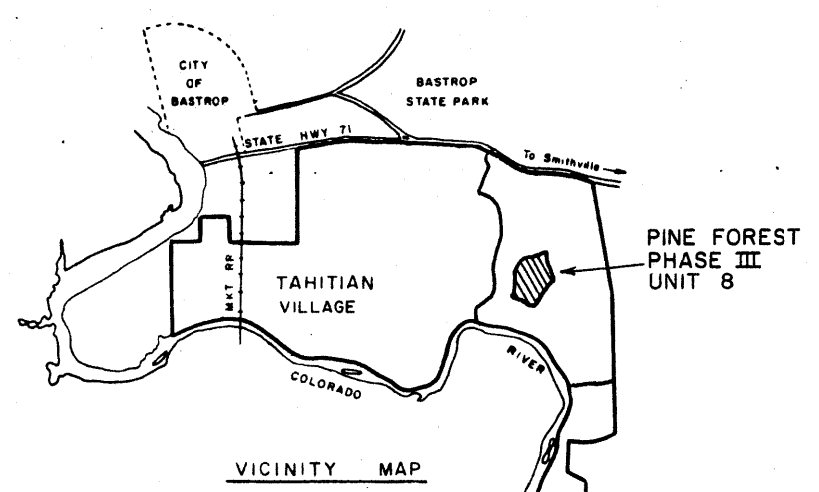 CITY
OF
BASTROP
BASTROP
STATE PARK
STATE HWY 71
To Smithville
PINE FOREST
PHASE III
UNIT 8
MKT RR
TAHITIAN
VILLAGE
COLORADO
RIVER
VICINITY MAP